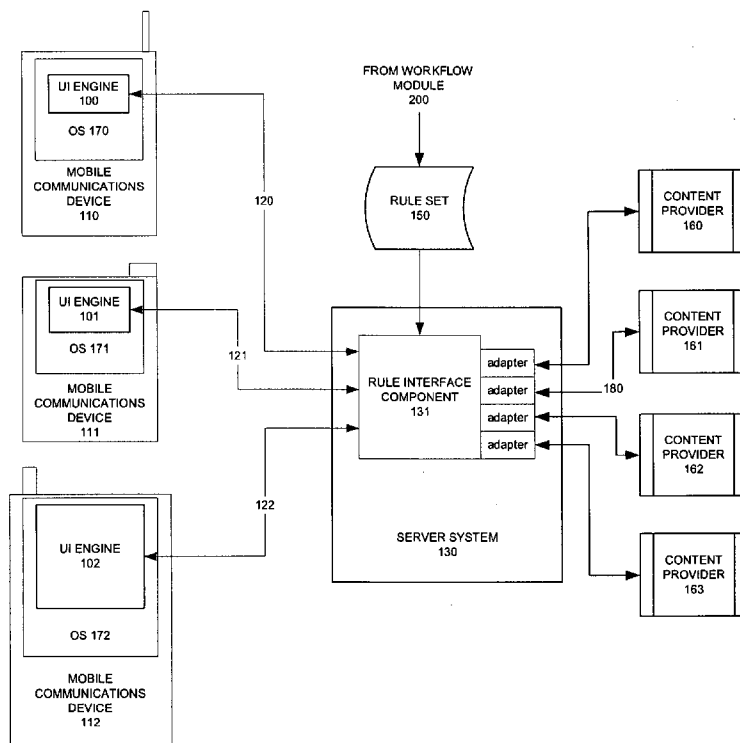 UI ENGINE
100
OS 170
MOBILE
COMMUNICATIONS
DEVICE
110
120
FROM WORKFLOW
MODULE
200
RULE SET
150
CONTENT
PROVIDER
160
UI ENGINE
101
OS 171
MOBILE
COMMUNICATIONS
DEVICE
111
121
RULE INTERFACE
COMPONENT
131
adapter
adapter
adapter
adapter
180
CONTENT
PROVIDER
161
CONTENT
PROVIDER
162
UI ENGINE
102
OS 172
MOBILE
COMMUNICATIONS
DEVICE
112
122
SERVER SYSTEM
130
CONTENT
PROVIDER
163